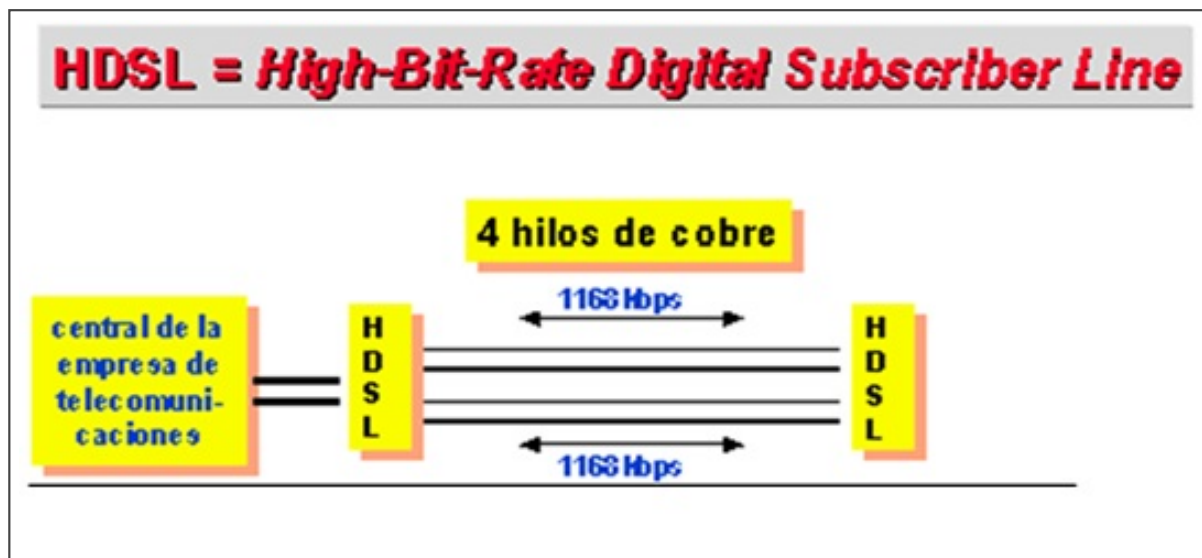 HDSL = High-Bit-Rate Digital Subscriber Line
4 hilos de cobre
central de la
empresa de
telecomuni-
caciones
H
D
S
L
1168 Kbps
1168 Kbps
H
D
S
L